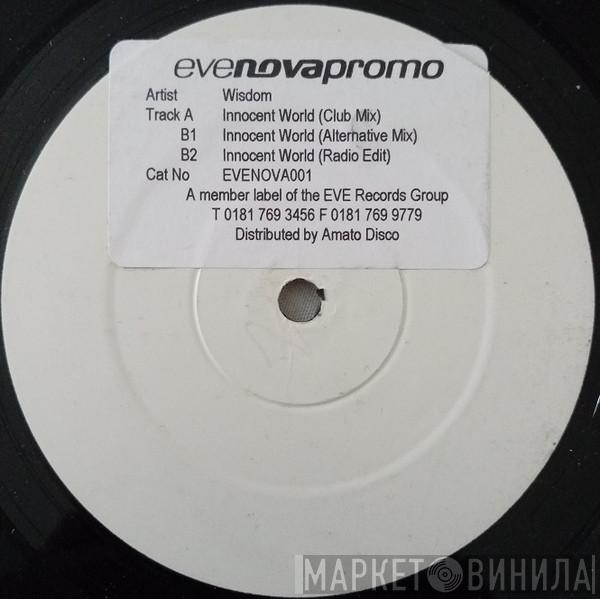 evenovapromo
Artist Wisdom
Track A Innocent World (Club Mix)
B1 Innocent World (Alternative Mix)
B2 Innocent World (Radio Edit)
Cat No EVENOVA001
A member label of the EVE Records Group
T 0181 769 3456 F 0181 769 9779
Distributed by Amato Disco
МАРКЕТ ВИНИЛА